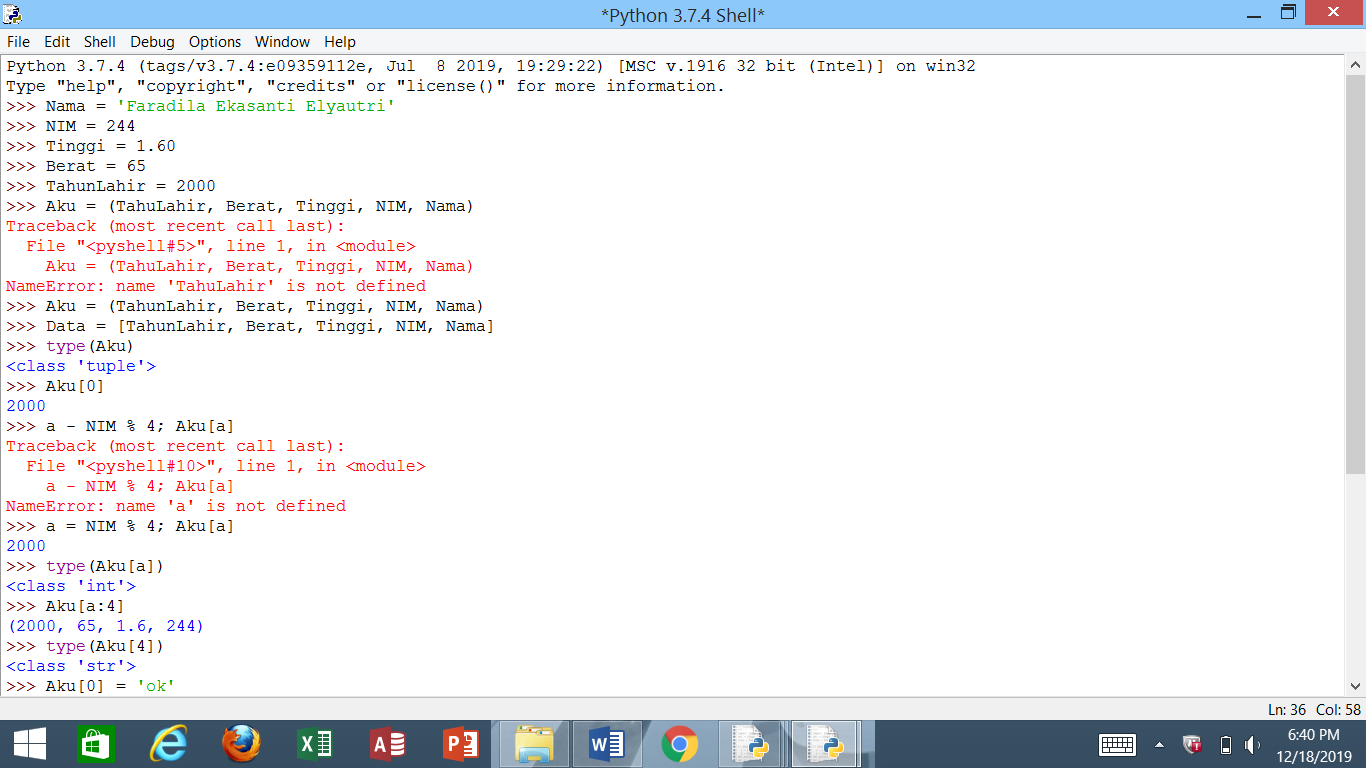 *Python 3.7.4 Shell*
File Edit Shell Debug Options Window Help
Python 3.7.4 (tags/v3.7.4:e09359112e, Jul  8 2019, 19:29:22) [MSC v.1916 32 bit (Intel)] on win32
Type "help", "copyright", "credits" or "license()" for more information.
>>> Nama = 'Faradila Ekasanti Elyautri'
>>> NIM = 244
>>> Tinggi = 1.60
>>> Berat = 65
>>> TahunLahir = 2000
>>> Aku = (TahuLahir, Berat, Tinggi, NIM, Nama)
Traceback (most recent call last):
  File "<pyshell#5>", line 1, in <module>
    Aku = (TahuLahir, Berat, Tinggi, NIM, Nama)
NameError: name 'TahuLahir' is not defined
>>> Aku = (TahunLahir, Berat, Tinggi, NIM, Nama)
>>> Data = [TahunLahir, Berat, Tinggi, NIM, Nama]
>>> type(Aku)
<class 'tuple'>
>>> Aku[0]
2000
>>> a - NIM % 4; Aku[a]
Traceback (most recent call last):
  File "<pyshell#10>", line 1, in <module>
    a - NIM % 4; Aku[a]
NameError: name 'a' is not defined
>>> a = NIM % 4; Aku[a]
2000
>>> type(Aku[a])
<class 'int'>
>>> Aku[a:4]
(2000, 65, 1.6, 244)
>>> type(Aku[4])
<class 'str'>
>>> Aku[0] = 'ok'
Ln: 36 Col: 58
6:40 PM
12/18/2019